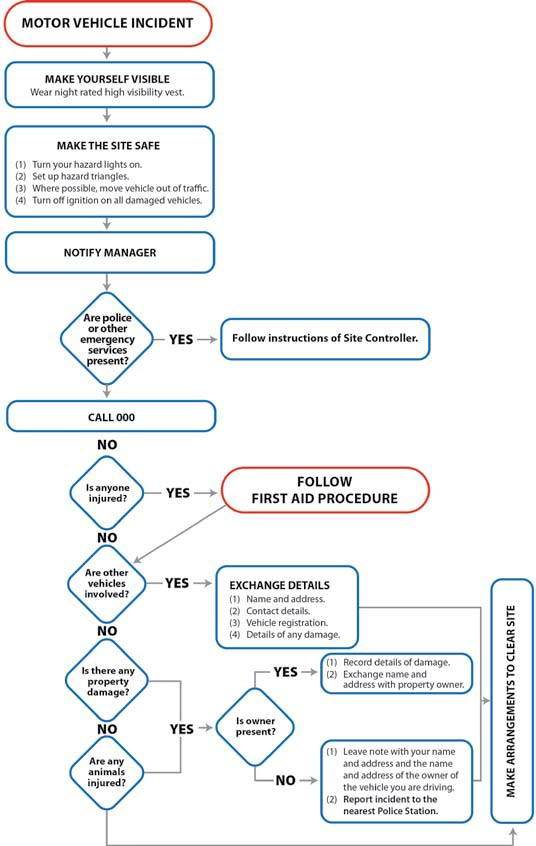 MOTOR VEHICLE INCIDENT
MAKE YOURSELF VISIBLE
Wear night rated high visibility vest.
MAKE THE SITE SAFE
(1) Turn your hazard lights on.
(2) Set up hazard triangles.
(3) Where possible, move vehicle out of traffic.
(4) Turn off ignition on all damaged vehicles.
NOTIFY MANAGER
Are police
or other
emergency
services
present?
YES
Follow instructions of Site Controller.
CALL 000
NO
Is anyone
injured?
YES
FOLLOW
FIRST AID PROCEDURE
NO
Are other
vehicles
involved?
YES
EXCHANGE DETAILS
(1) Name and address.
(2) Contact details.
(3) Vehicle registration.
(4) Details of any damage.
NO
Is there any
property
damage?
NO
Are any
animals
injured?
YES
Is owner
present?
YES
(1) Record details of damage.
(2) Exchange name and
address with property owner.
NO
(1) Leave note with your name
and address and the name
and address of the owner of
the vehicle you are driving.
(2) Report incident to the
nearest Police Station.
MAKE ARRANGEMENTS TO CLEAR SITE